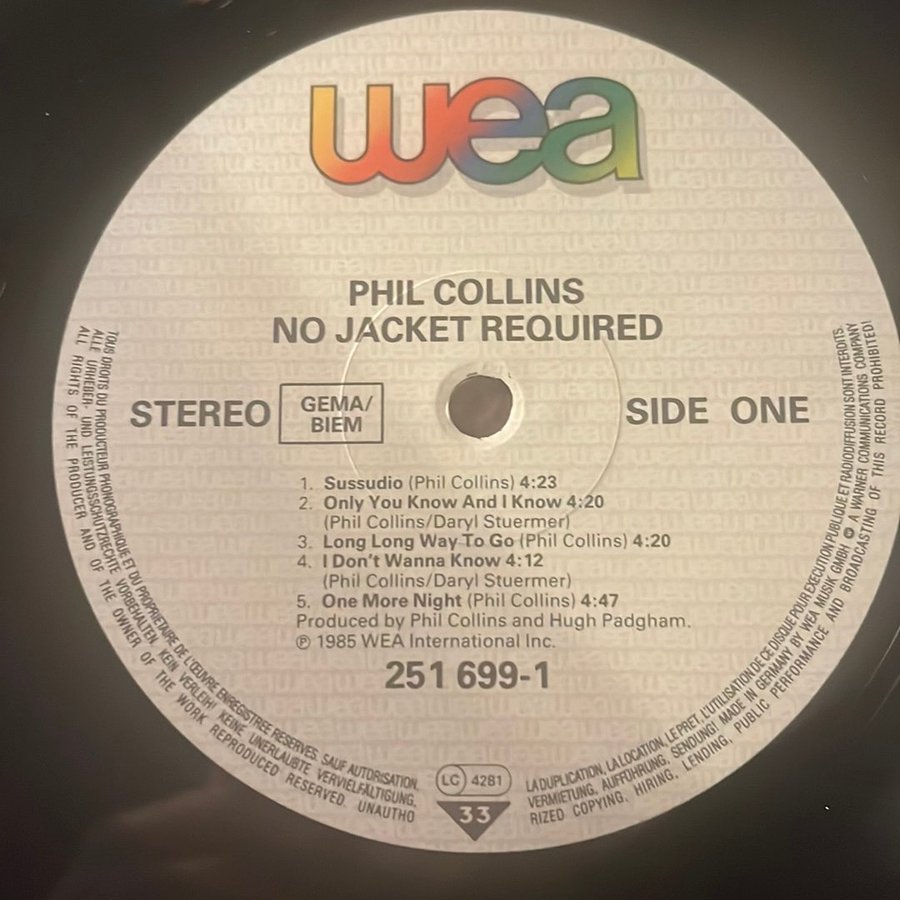 wea
PHIL COLLINS
NO JACKET REQUIRED
STEREO
GEMA/
BIEM
SIDE ONE
1. Sussudio (Phil Collins) 4:23
2. Only You Know And I Know 4:20
(Phil Collins/Daryl Stuermer)
3. Long Long Way To Go (Phil Collins) 4:20
4. I Don't Wanna Know 4:12
(Phil Collins/Daryl Stuermer)
5. One More Night (Phil Collins) 4:47
Produced by Phil Collins and Hugh Padgham.
℗ 1985 WEA International Inc.
251 699-1
LC 4281
33
TOUS DROITS DU PRODUCTEUR PHONOGRAPHIQUE ET DU PROPRIETAIRE DE L'ŒUVRE ENREGISTREE RESERVES. SAUF AUTORISATION,
LA DUPLICATION, LA LOCATION, LE PRET, L'UTILISATION DE CE DISQUE POUR EXECUTION PUBLIQUE ET RADIODIFFUSION SONT INTERDITS.
ALLE URHEBER- UND LEISTUNGSSCHUTZRECHTE VORBEHALTEN. KEIN VERLEIH! KEINE UNERLAUBTE VERVIELFÄLTIGUNG,
VERMIETUNG, AUFFÜHRUNG, SENDUNG! MADE IN GERMANY BY WEA MUSIK GMBH A WARNER COMMUNICATIONS COMPANY
ALL RIGHTS OF THE PRODUCER AND OF THE OWNER OF THE WORK REPRODUCED RESERVED. UNAUTHO
RIZED COPYING, HIRING, LENDING, PUBLIC PERFORMANCE AND BROADCASTING OF THIS RECORD PROHIBITED!